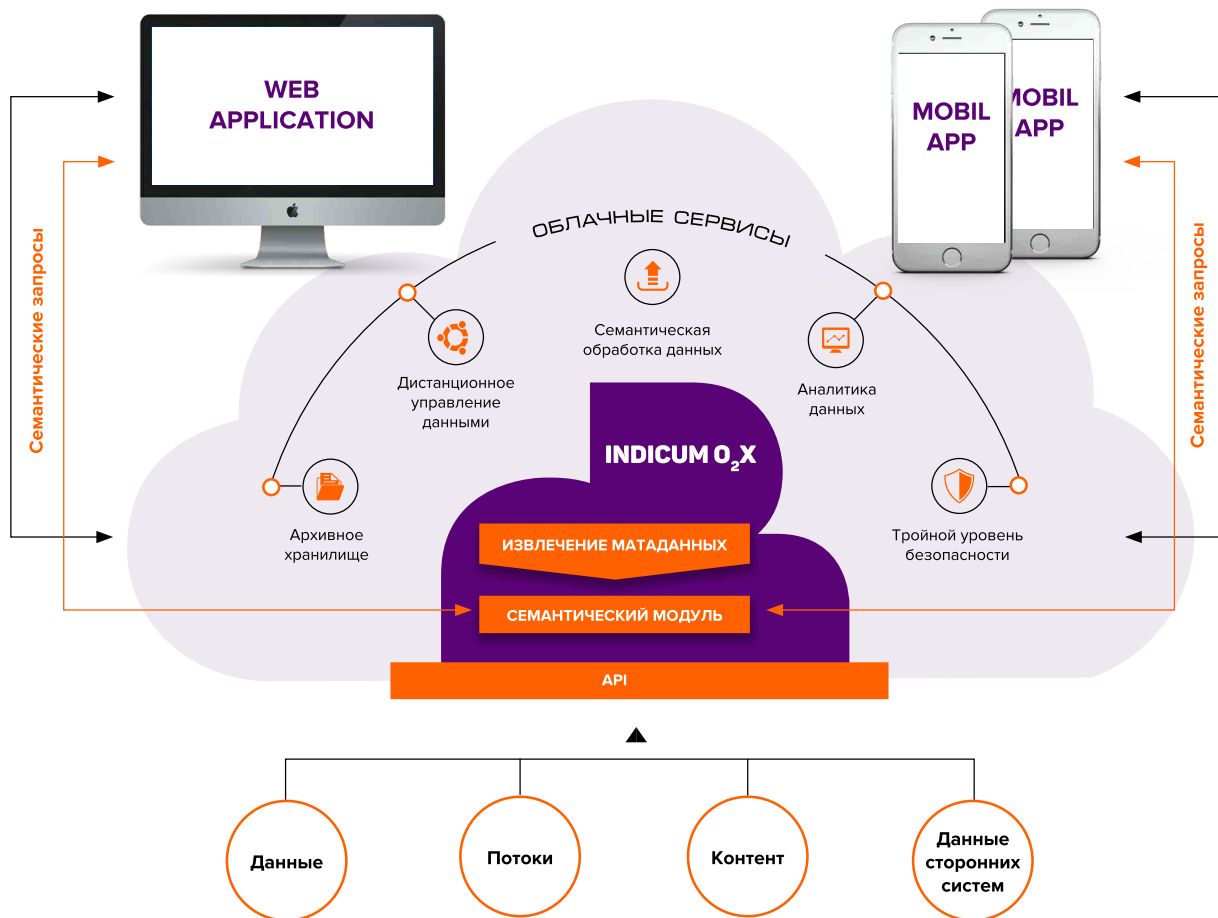 WEB
APPLICATION
MOBIL
APP
MOBIL
APP
Семантические запросы
Семантические запросы
ОБЛАЧНЫЕ СЕРВИСЫ
Семантическая
обработка данных
Дистанционное
управление
данными
Аналитика
данных
INDICUM O₂X
Архивное
хранилище
Тройной уровень
безопасности
ИЗВЛЕЧЕНИЕ МАТАДАННЫХ
СЕМАНТИЧЕСКИЙ МОДУЛЬ
API
Данные
Потоки
Контент
Данные
сторонних
систем